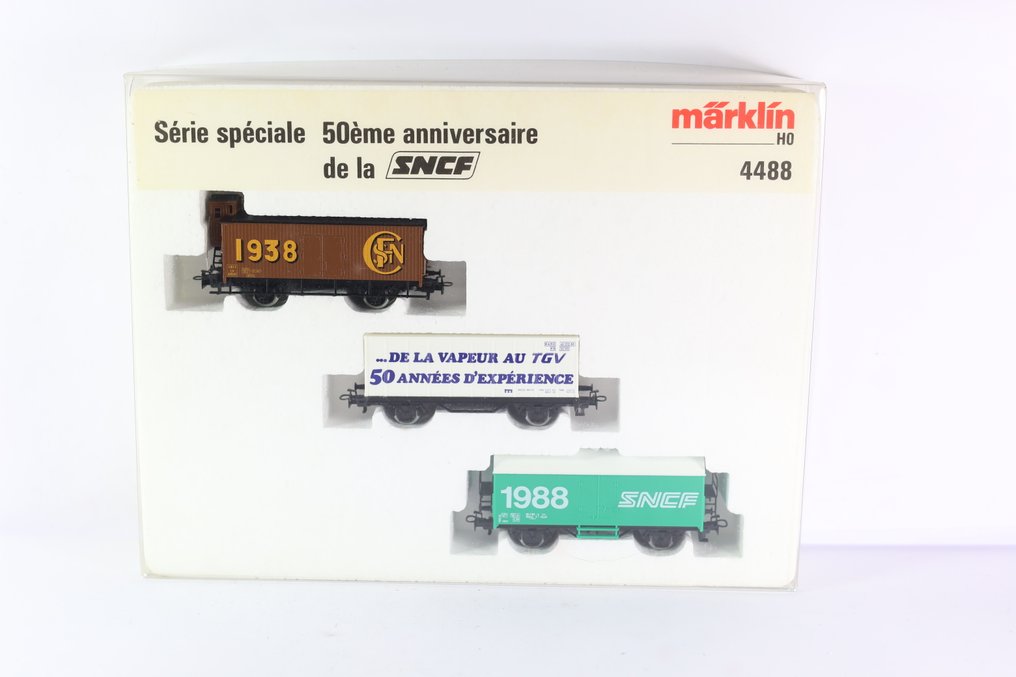 Série spéciale 50ème anniversaire
de la SNCF
märklin
HO
4488
1938
SNCF
...DE LA VAPEUR AU TGV
50 ANNÉES D'EXPÉRIENCE
1988
SNCF